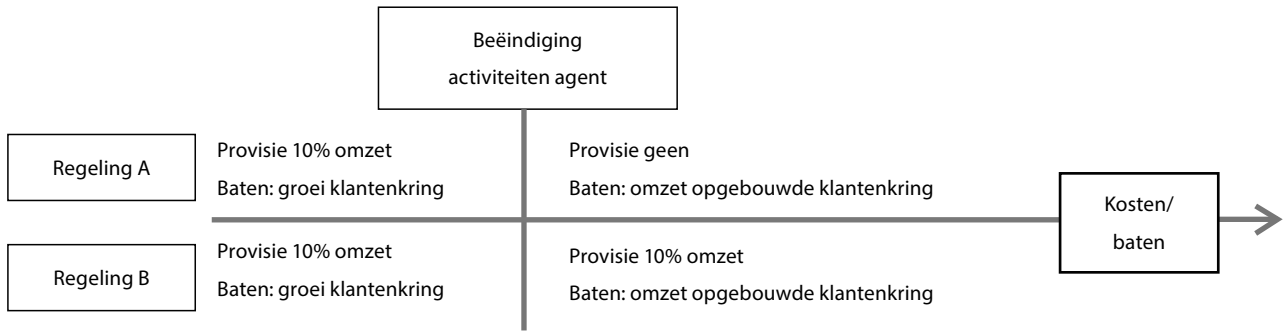 Beëindiging
activiteiten agent
Regeling A
Provisie 10% omzet
Baten: groei klantenkring
Provisie geen
Baten: omzet opgebouwde klantenkring
Kosten/
baten
Regeling B
Provisie 10% omzet
Baten: groei klantenkring
Provisie 10% omzet
Baten: omzet opgebouwde klantenkring